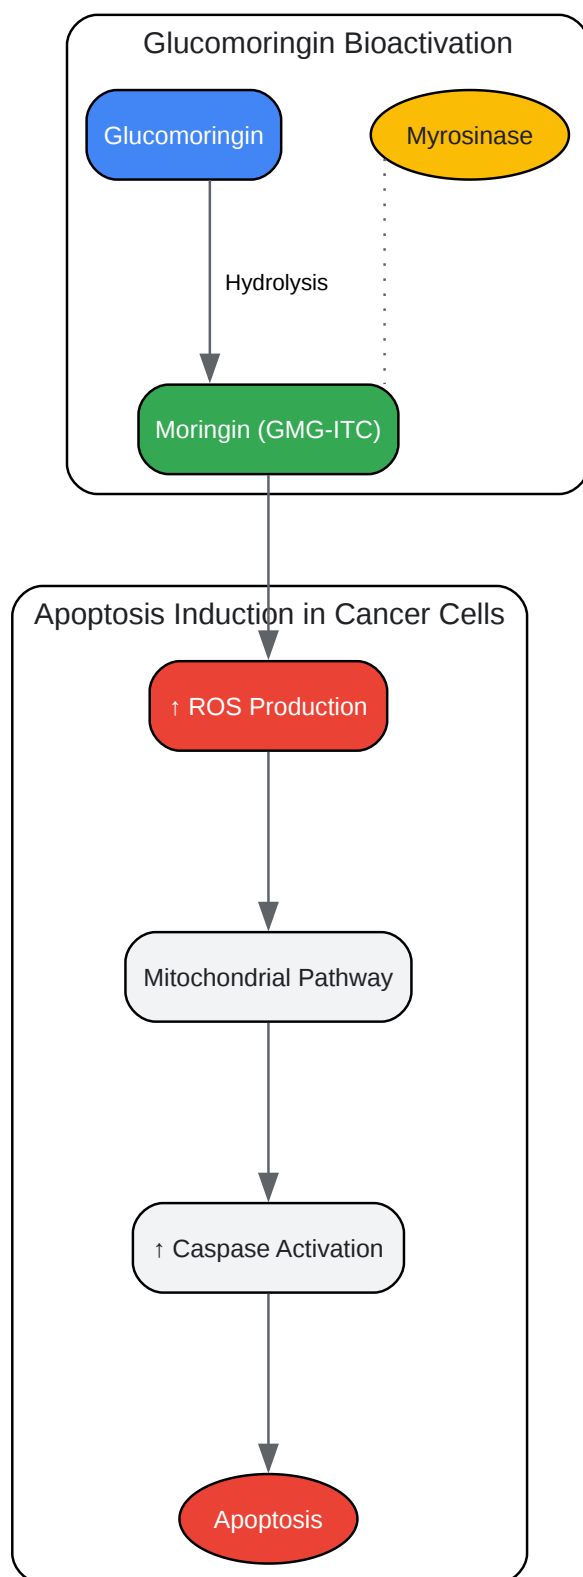 Glucomoringin Bioactivation
Glucomoringin
Myrosinase
Hydrolysis
Moringin (GMG-ITC)
Apoptosis Induction in Cancer Cells
↑ ROS Production
Mitochondrial Pathway
↑ Caspase Activation
Apoptosis